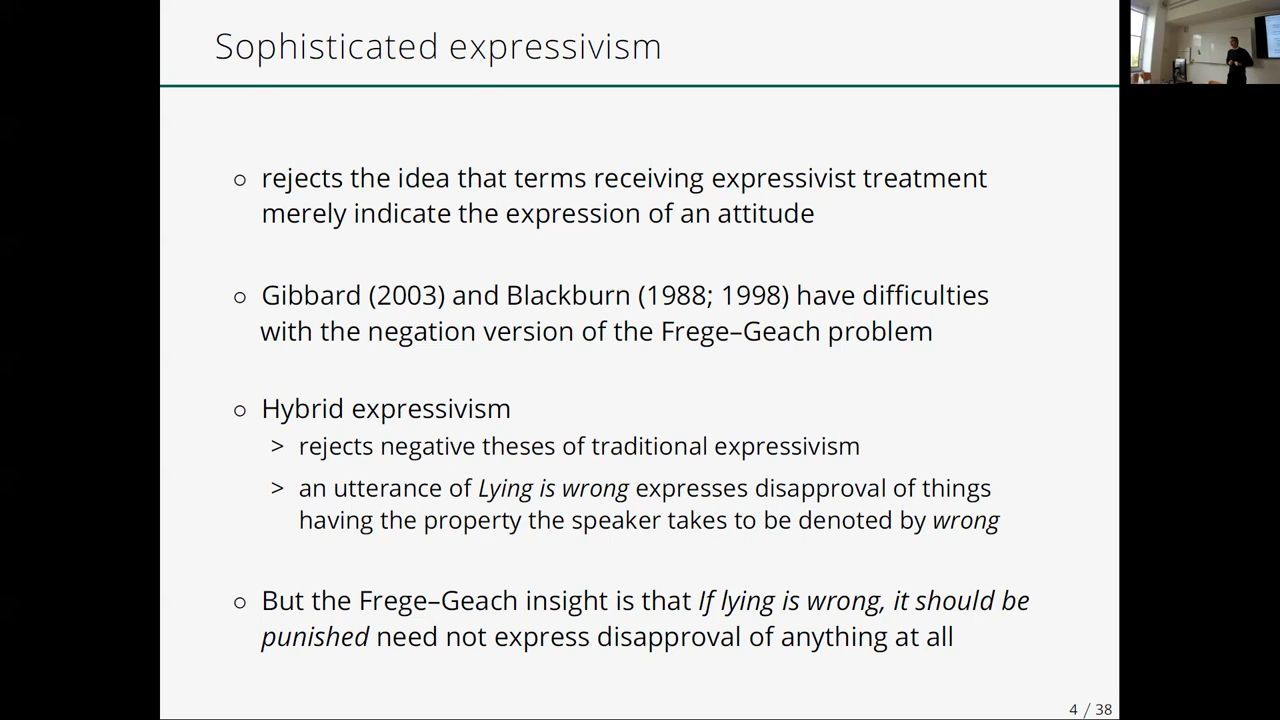 Sophisticated expressivism
○ rejects the idea that terms receiving expressivist treatment
merely indicate the expression of an attitude
○ Gibbard (2003) and Blackburn (1988; 1998) have difficulties
with the negation version of the Frege–Geach problem
○ Hybrid expressivism
> rejects negative theses of traditional expressivism
> an utterance of Lying is wrong expresses disapproval of things
having the property the speaker takes to be denoted by wrong
○ But the Frege–Geach insight is that If lying is wrong, it should be
punished need not express disapproval of anything at all
4 / 38